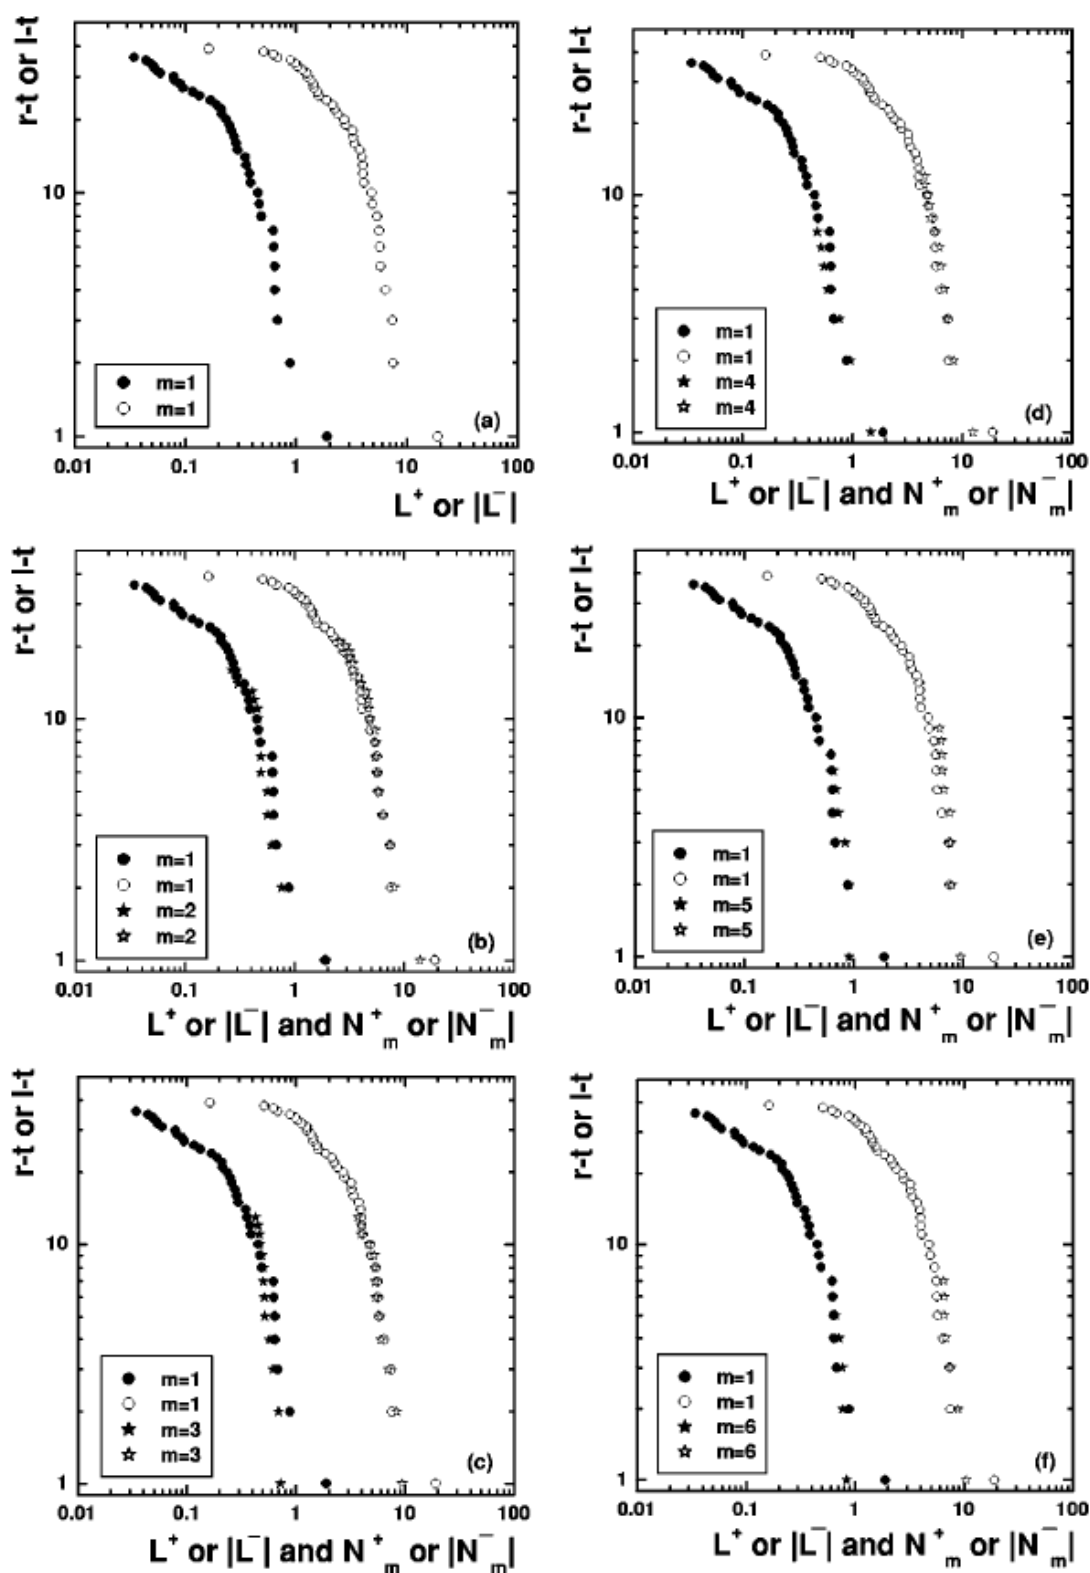 r-t or l-t
10
1
0.01 0.1 1 10 100
m=1
m=1
(a)
L⁺ or |L⁻|
r-t or l-t
10
1
0.01 0.1 1 10 100
m=1
m=1
m=4
m=4
(d)
L⁺ or |L⁻| and N⁺ₘ or |N⁻ₘ|
r-t or l-t
10
1
0.01 0.1 1 10 100
m=1
m=1
m=2
m=2
(b)
L⁺ or |L⁻| and N⁺ₘ or |N⁻ₘ|
r-t or l-t
10
1
0.01 0.1 1 10 100
m=1
m=1
m=5
m=5
(e)
L⁺ or |L⁻| and N⁺ₘ or |N⁻ₘ|
r-t or l-t
10
1
0.01 0.1 1 10 100
m=1
m=1
m=3
m=3
(c)
L⁺ or |L⁻| and N⁺ₘ or |N⁻ₘ|
r-t or l-t
10
1
0.01 0.1 1 10 100
m=1
m=1
m=6
m=6
(f)
L⁺ or |L⁻| and N⁺ₘ or |N⁻ₘ|